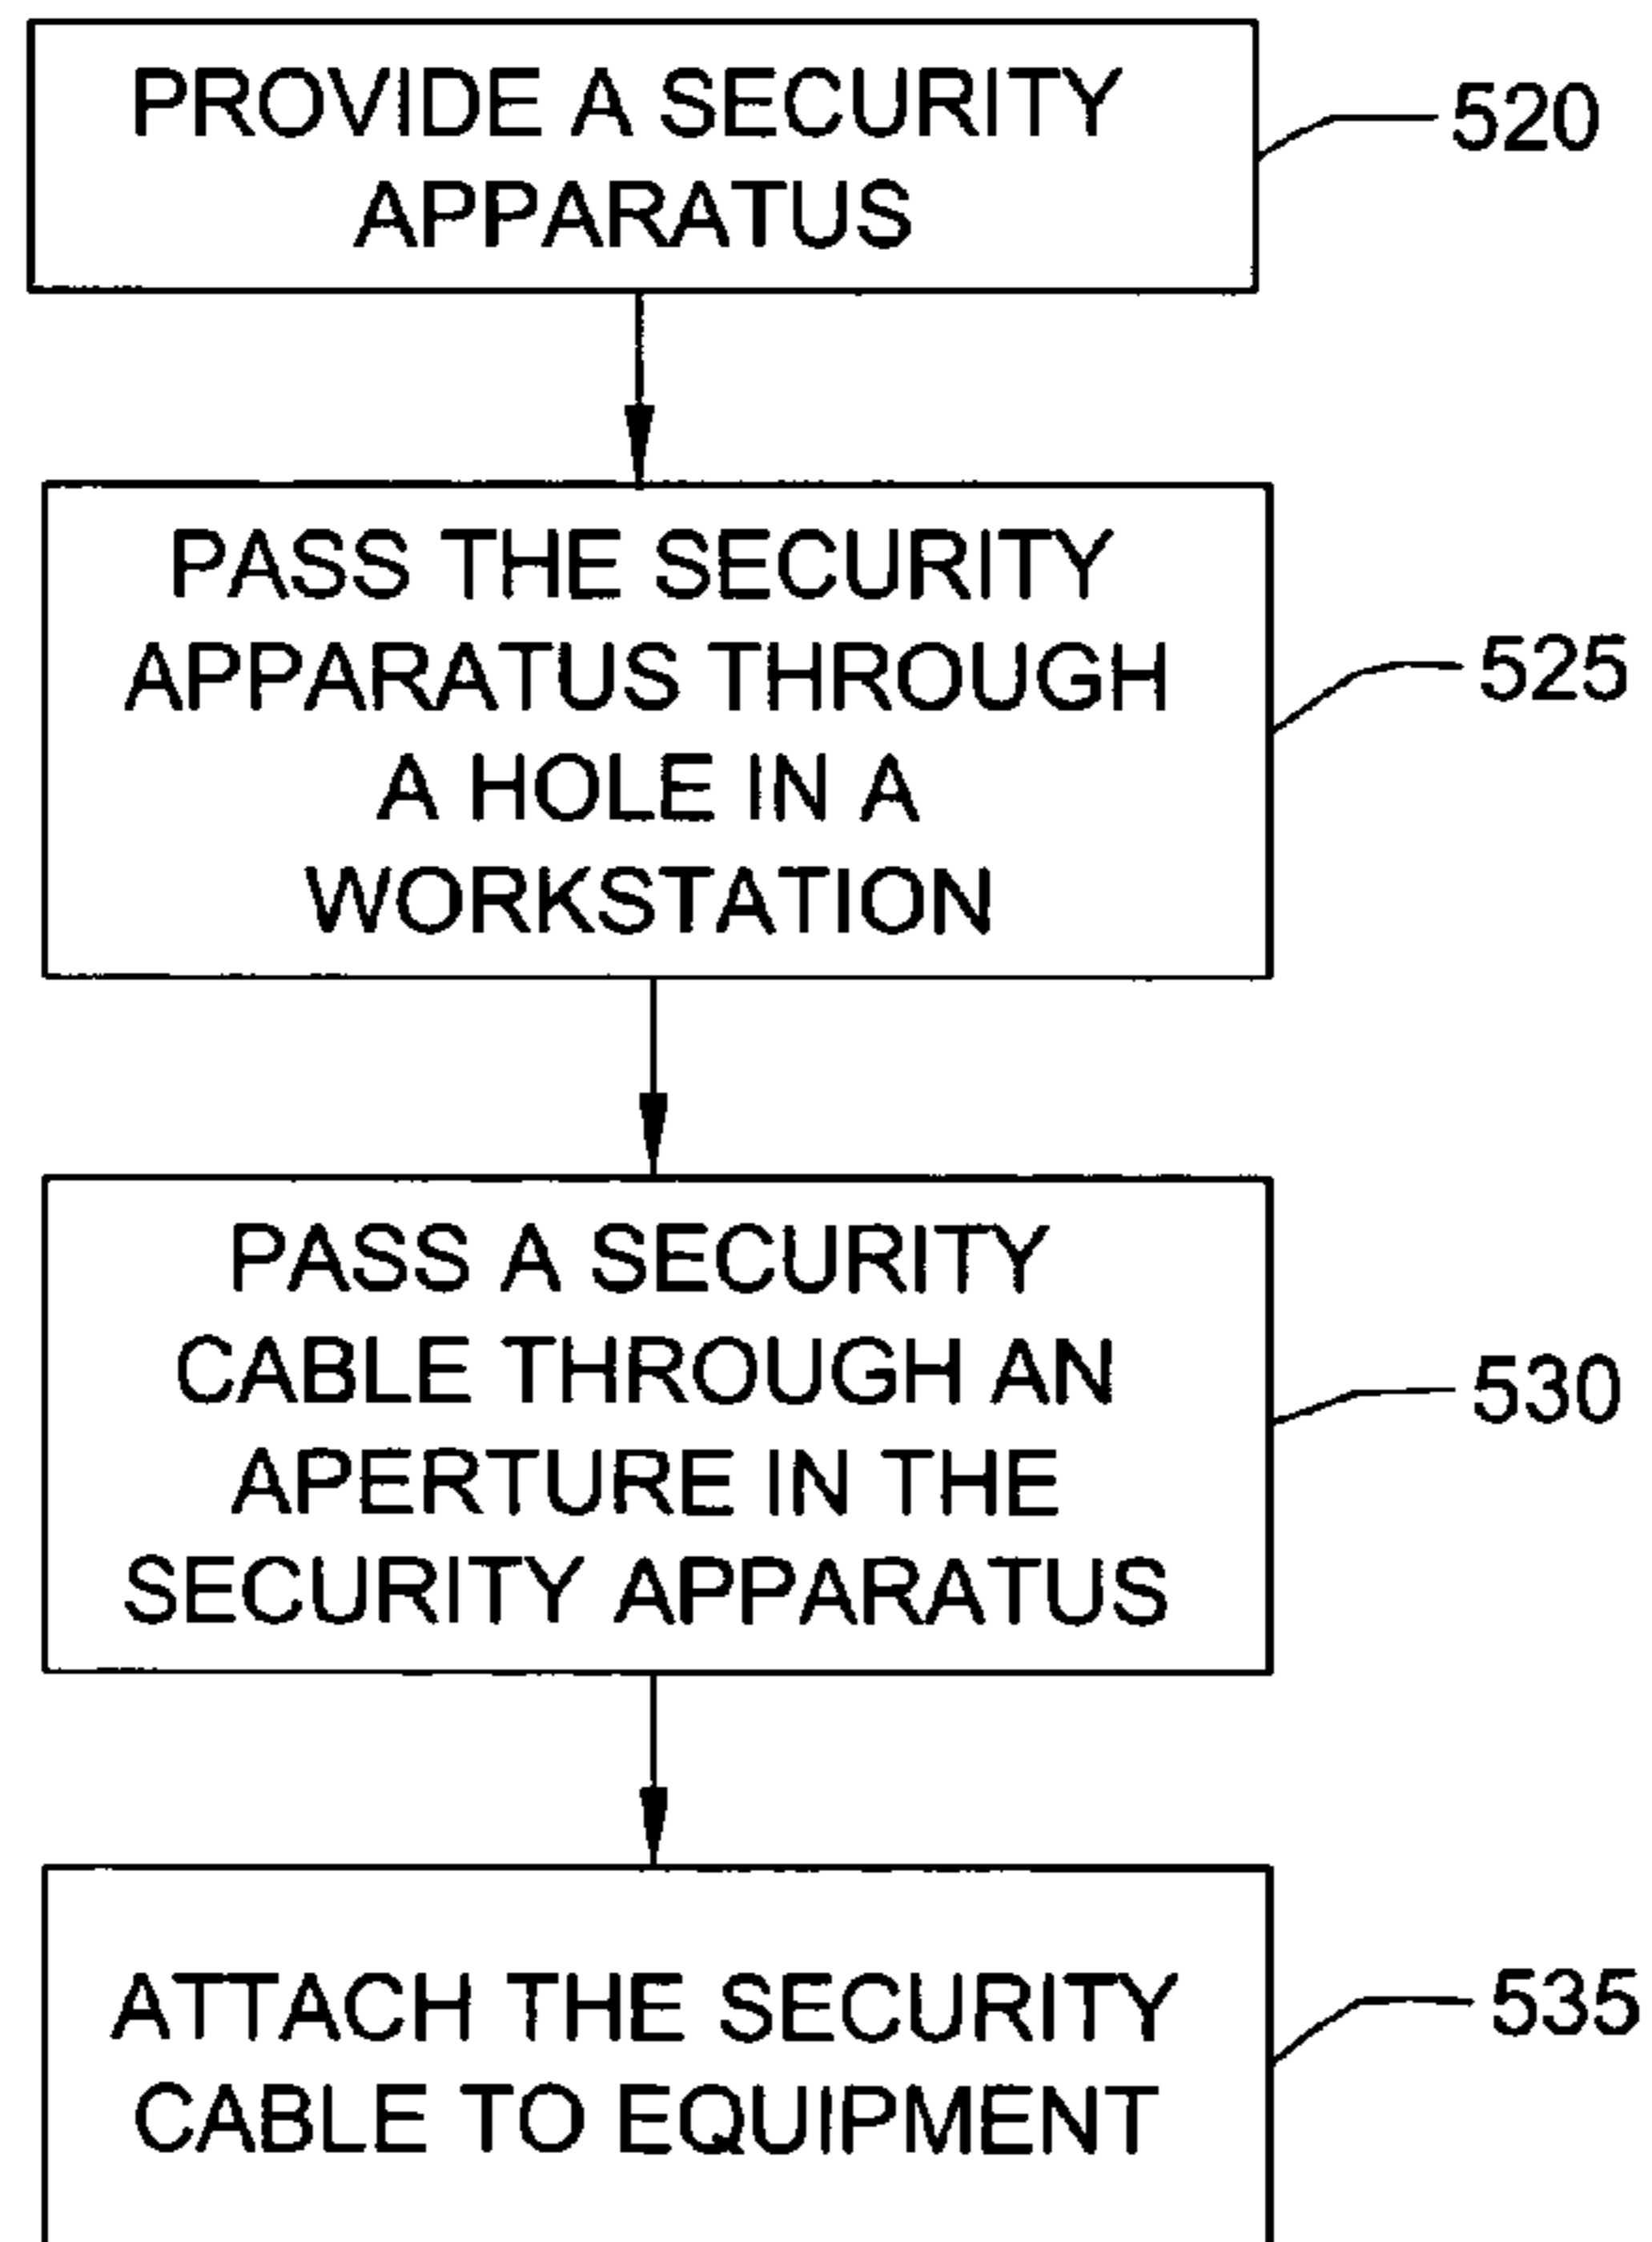 PROVIDE A SECURITY
APPARATUS
520
PASS THE SECURITY
APPARATUS THROUGH
A HOLE IN A
WORKSTATION
525
PASS A SECURITY
CABLE THROUGH AN
APERTURE IN THE
SECURITY APPARATUS
530
ATTACH THE SECURITY
CABLE TO EQUIPMENT
535